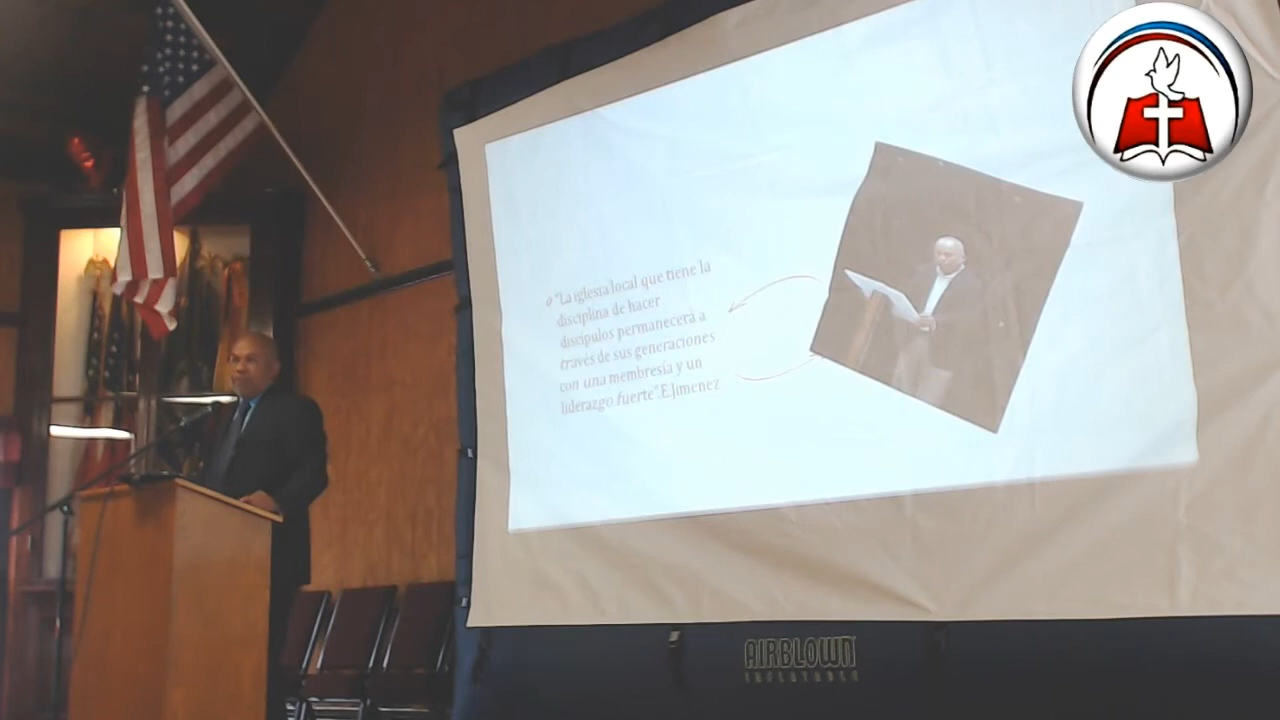 "La iglesia local que tiene la
disciplina de hacer
discípulos permanecerá a
través de sus generaciones
con una membresía y un
liderazgo fuerte".E.Jimenez
AIRBLOWN
INFLATABLE